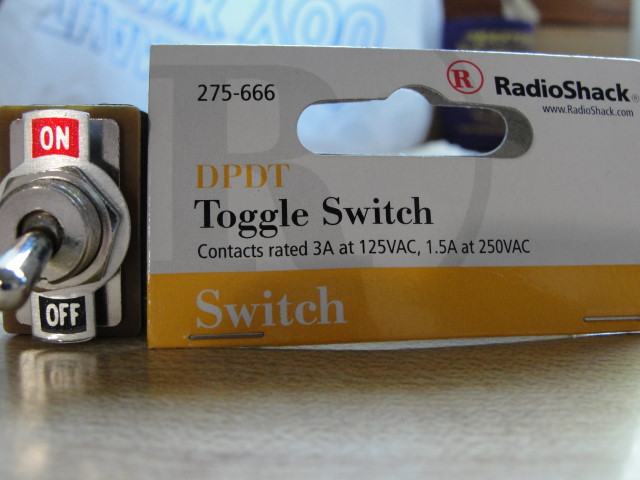 275-666
® RadioShack®
www.RadioShack.com
ON
DPDT
Toggle Switch
Contacts rated 3A at 125VAC, 1.5A at 250VAC
OFF
Switch